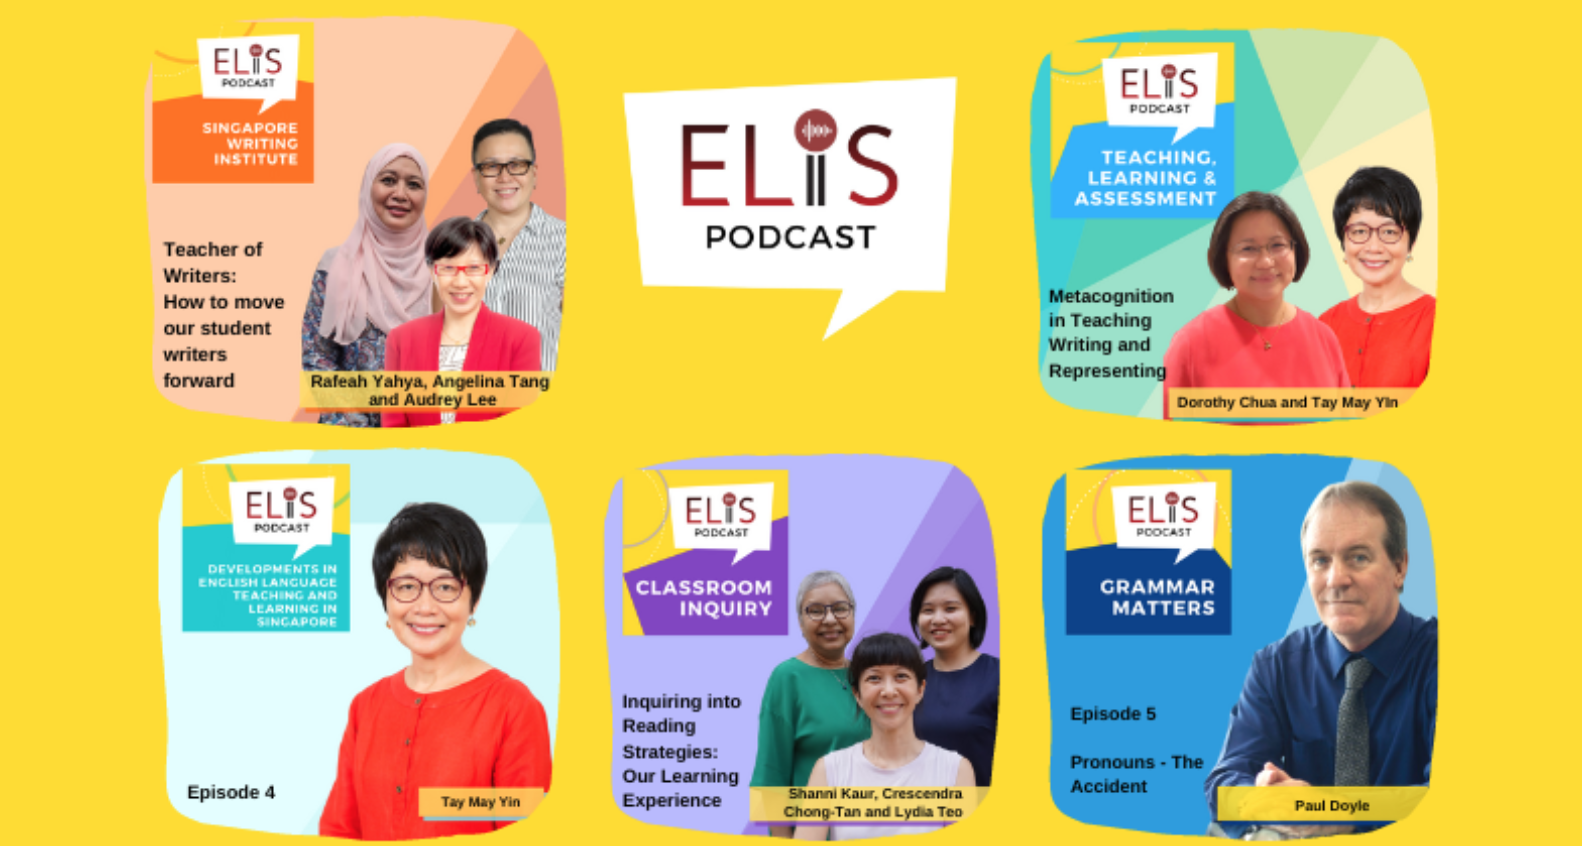 ELiS
PODCAST
SINGAPORE
WRITING
INSTITUTE
Teacher of
Writers:
How to move
our student
writers
forward
Rafeah Yahya, Angelina Tang
and Audrey Lee
ELiS
PODCAST
ELiS
PODCAST
TEACHING,
LEARNING &
ASSESSMENT
Metacognition
in Teaching
Writing and
Representing
Dorothy Chua and Tay May YIn
ELiS
PODCAST
DEVELOPMENTS IN
ENGLISH LANGUAGE
TEACHING AND
LEARNING IN
SINGAPORE
Episode 4
Tay May Yin
ELiS
PODCAST
CLASSROOM
INQUIRY
Inquiring into
Reading
Strategies:
Our Learning
Experience
Shanni Kaur, Crescendra
Chong-Tan and Lydia Teo
ELiS
PODCAST
GRAMMAR
MATTERS
Episode 5
Pronouns - The
Accident
Paul Doyle